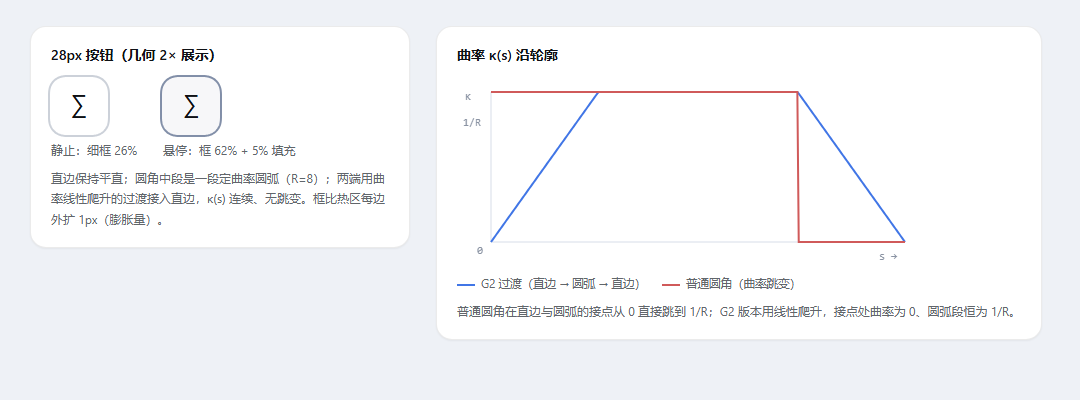 28px 按钮（几何 2× 展示）
∑
∑
静止：细框 26%
悬停：框 62% + 5% 填充
直边保持平直；圆角中段是一段定曲率圆弧（R=8）；两端用曲
率线性爬升的过渡接入直边，κ(s) 连续、无跳变。框比热区每边
外扩 1px（膨胀量）。
曲率 κ(s) 沿轮廓
κ
1/R
0
s →
G2 过渡（直边 → 圆弧 → 直边）
普通圆角（曲率跳变）
普通圆角在直边与圆弧的接点从 0 直接跳到 1/R；G2 版本用线性爬升，接点处曲率为 0、圆弧段恒为 1/R。